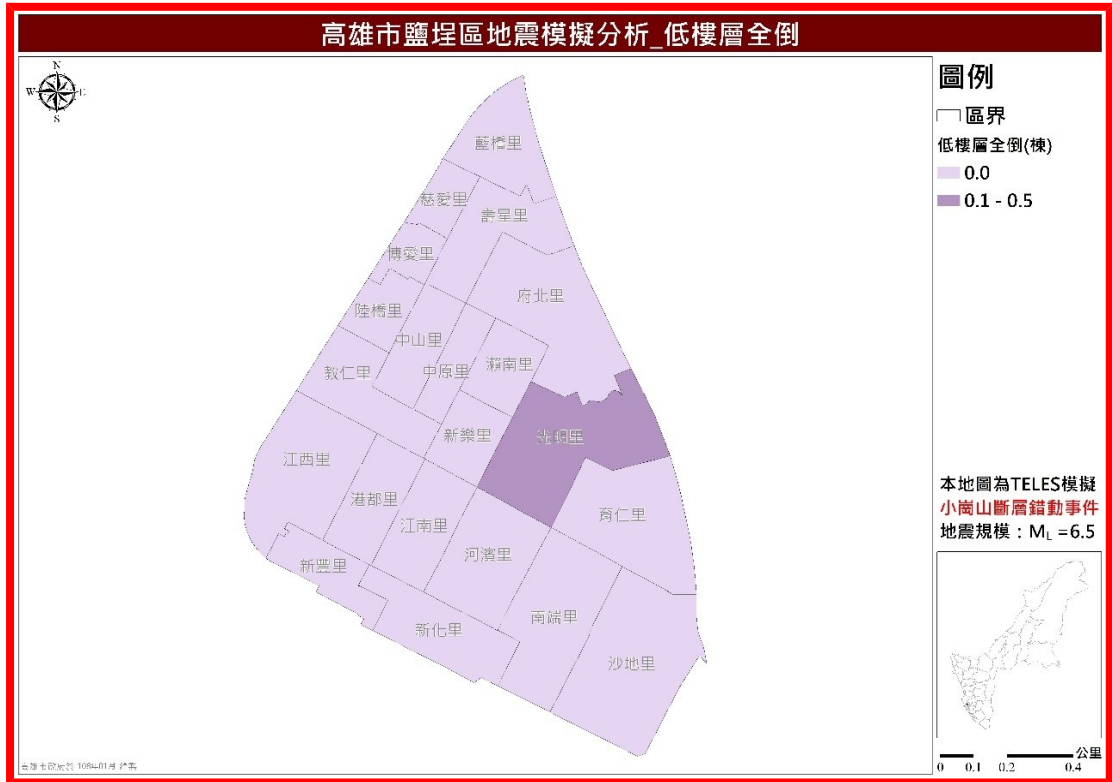 高雄市鹽埕區地震模擬分析_低樓層全倒
N
W E
S
圖例
區界
低樓層全倒(棟)
0.0
0.1 - 0.5
藍橋里
慈愛里
壽星里
博愛里
府北里
陸橋里
中山里
瀨南里
中原里
教仁里
新樂里
光明里
江西里
港都里
江南里
育仁里
河濱里
新豐里
南端里
新化里
沙地里
本地圖為TELES模擬
小崗山斷層錯動事件
地震規模：ML =6.5
公里
0 0.1 0.2 0.4